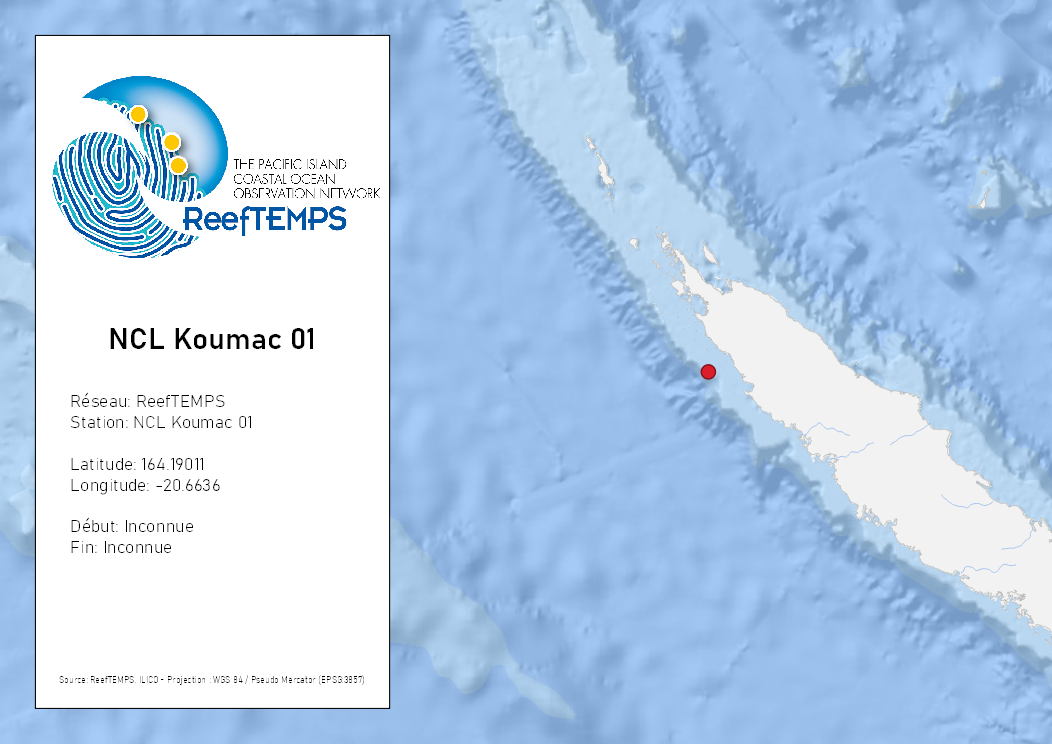 THE PACIFIC ISLAND
COASTAL OCEAN
OBSERVATION NETWORK
ReefTEMPS
NCL Koumac 01
Réseau: ReefTEMPS
Station: NCL Koumac 01
Latitude: 164.19011
Longitude: -20.6636
Début: Inconnue
Fin: Inconnue
Source: ReefTEMPS, ILICO - Projection : WGS 84 / Pseudo Mercator (EPSG:3857)